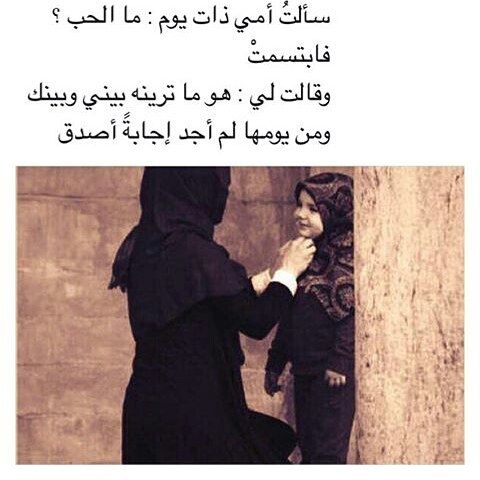 سألتُ أمي ذات يوم : ما الحب ؟
فابتسمتْ
وقالت لي : هو ما ترينه بيني وبينك
ومن يومها لم أجد إجابةً أصدق